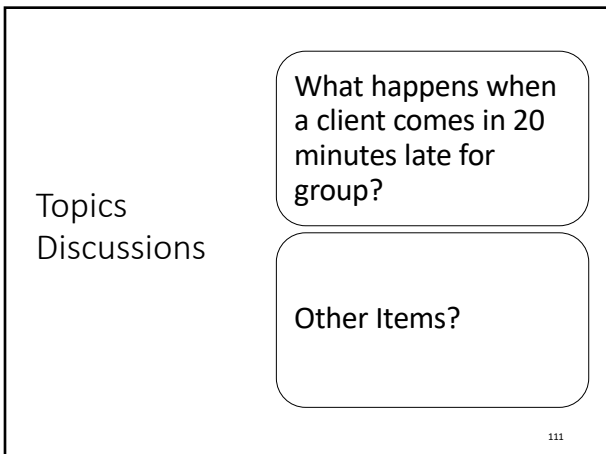 Topics
Discussions
What happens when
a client comes in 20
minutes late for
group?
Other Items?
111